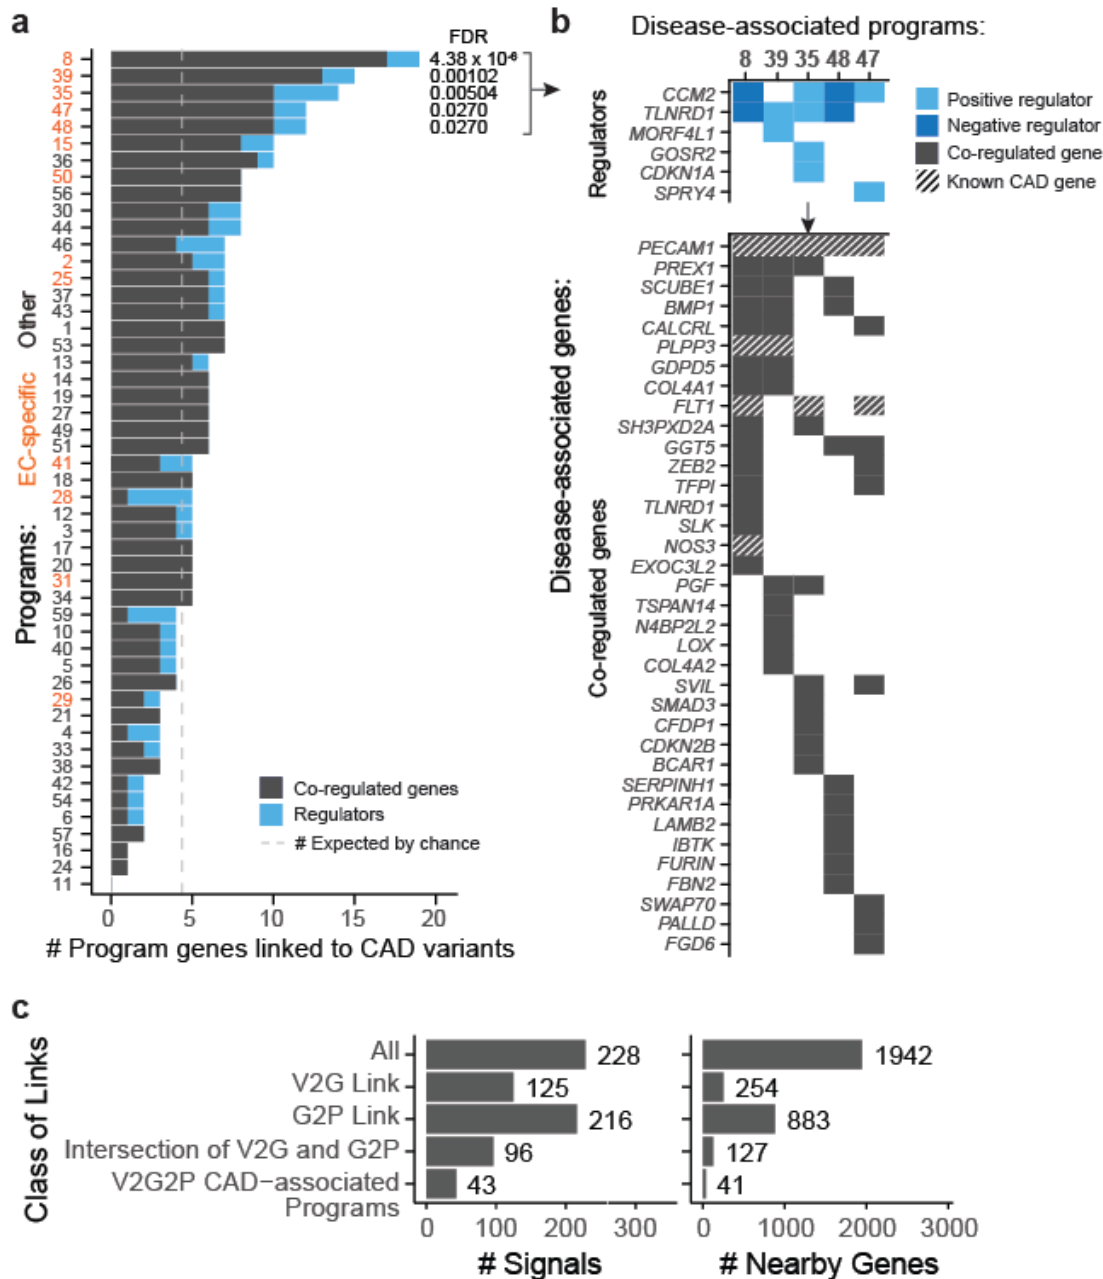 a
FDR
4.38 x 10⁻⁶
0.00102
0.00504
0.0270
0.0270
8
39
35
47
48
15
36
50
56
30
44
46
2
25
37
43
1
53
13
14
19
27
49
51
41
18
28
12
3
17
20
31
34
59
10
40
5
26
29
21
4
33
38
42
54
6
57
16
24
11
Programs: EC-specific Other
Co-regulated genes
Regulators
# Expected by chance
0 5 10 15 20
# Program genes linked to CAD variants
b
Disease-associated programs:
8 39 35 48 47
Regulators
CCM2
TLNRD1
MORF4L1
GOSR2
CDKN1A
SPRY4
Positive regulator
Negative regulator
Co-regulated gene
Known CAD gene
Disease-associated genes:
Co-regulated genes
PECAM1
PREX1
SCUBE1
BMP1
CALCRL
PLPP3
GDPD5
COL4A1
FLT1
SH3PXD2A
GGT5
ZEB2
TFPI
TLNRD1
SLK
NOS3
EXOC3L2
PGF
TSPAN14
N4BP2L2
LOX
COL4A2
SVIL
SMAD3
CFDP1
CDKN2B
BCAR1
SERPINH1
PRKAR1A
LAMB2
IBTK
FURIN
FBN2
SWAP70
PALLD
FGD6
c
Class of Links
All 228 1942
V2G Link 125 254
G2P Link 216 883
Intersection of V2G and G2P 96 127
V2G2P CAD−associated 43 41
Programs
0 100 200 300
# Signals
0 1000 2000 3000
# Nearby Genes